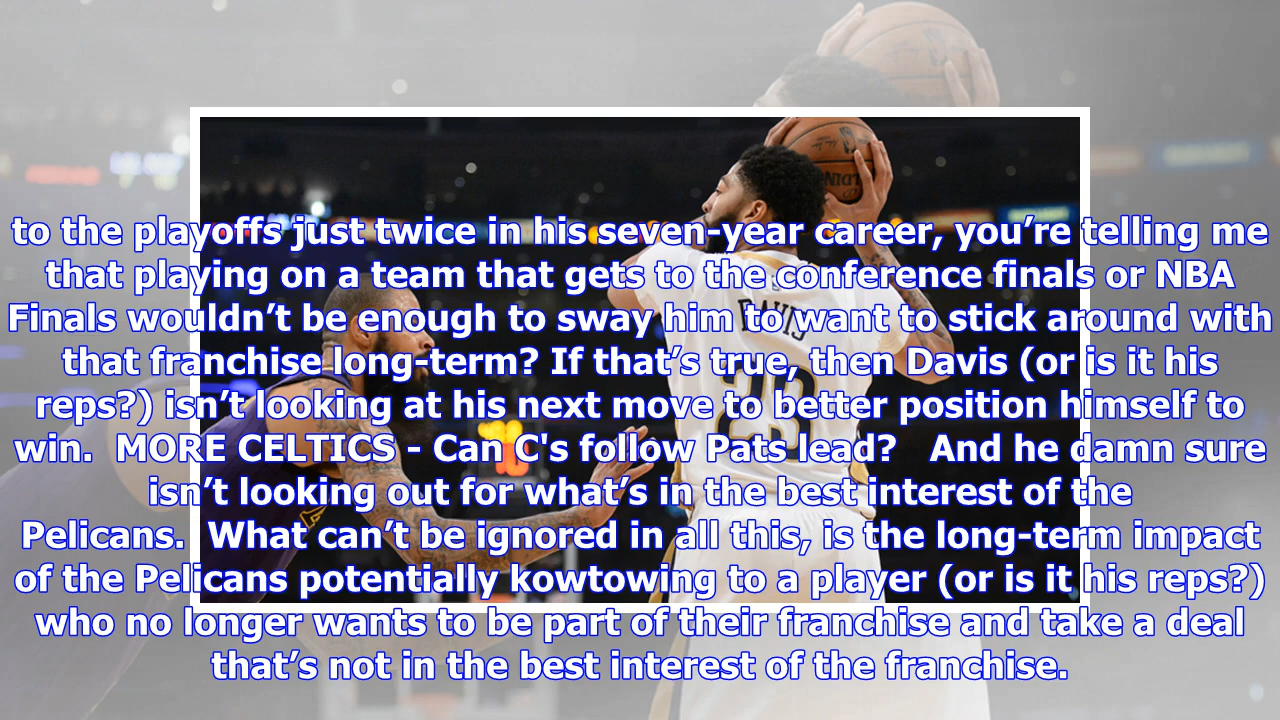 to the playoffs just twice in his seven-year career, you’re telling me
that playing on a team that gets to the conference finals or NBA
Finals wouldn’t be enough to sway him to want to stick around with
that franchise long-term? If that’s true, then Davis (or is it his
reps?) isn’t looking at his next move to better position himself to
win.  MORE CELTICS - Can C's follow Pats lead?   And he damn sure
isn’t looking out for what’s in the best interest of the
Pelicans.  What can’t be ignored in all this, is the long-term impact
of the Pelicans potentially kowtowing to a player (or is it his reps?)
who no longer wants to be part of their franchise and take a deal
that’s not in the best interest of the franchise.
DAVIS
23